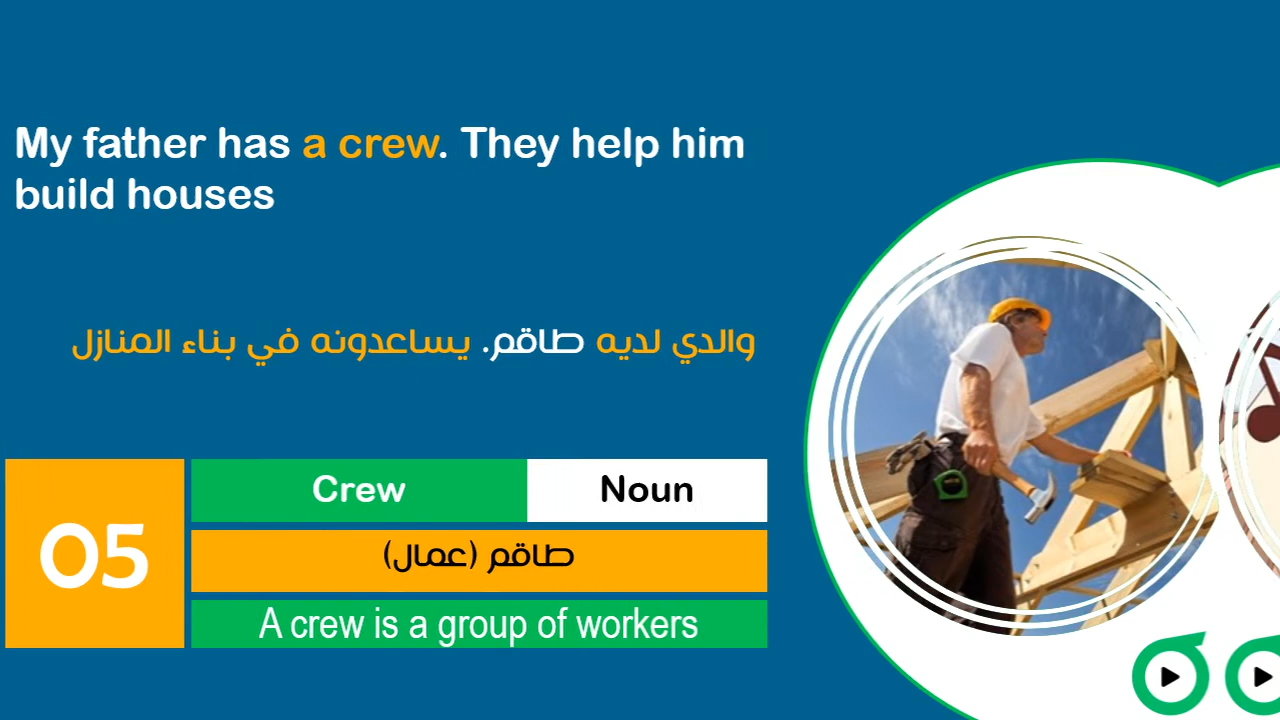 My father has a crew. They help him
build houses
والدي لديه طاقم. يساعدونه في بناء المنازل
05
Crew
Noun
طاقم (عمال)
A crew is a group of workers